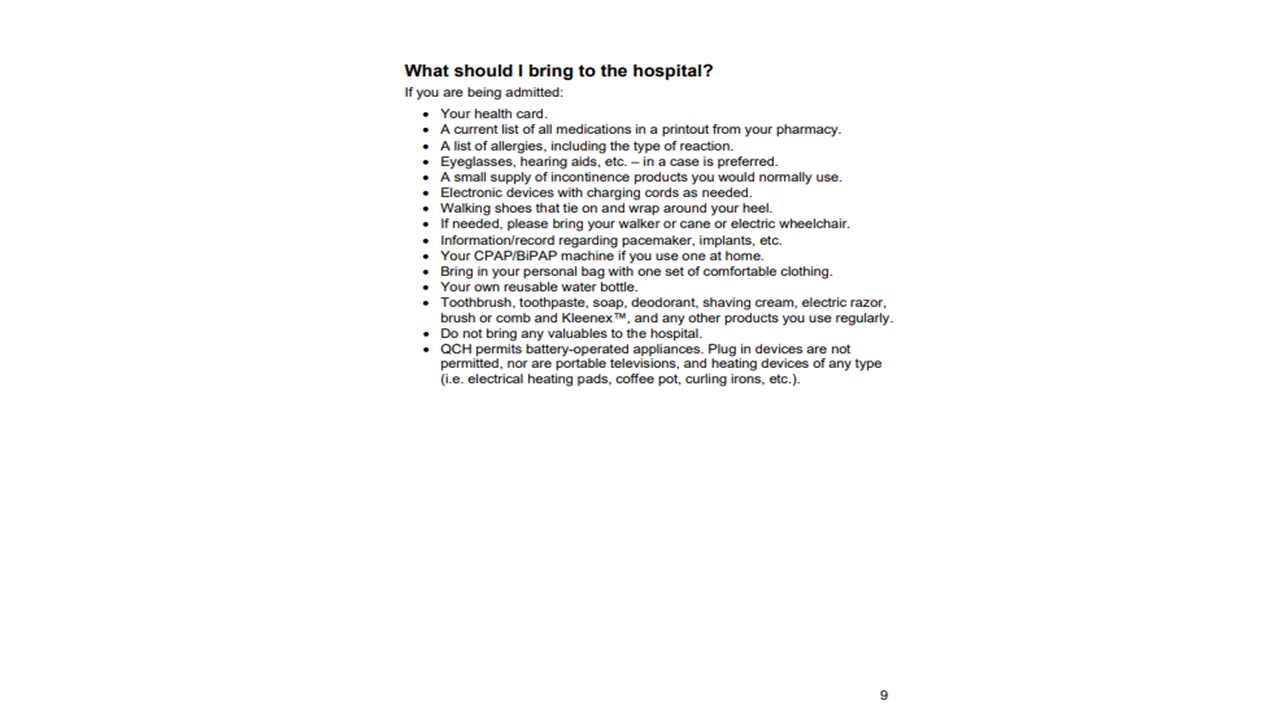 What should I bring to the hospital?
If you are being admitted:
• Your health card.
• A current list of all medications in a printout from your pharmacy.
• A list of allergies, including the type of reaction.
• Eyeglasses, hearing aids, etc. – in a case is preferred.
• A small supply of incontinence products you would normally use.
• Electronic devices with charging cords as needed.
• Walking shoes that tie on and wrap around your heel.
• If needed, please bring your walker or cane or electric wheelchair.
• Information/record regarding pacemaker, implants, etc.
• Your CPAP/BiPAP machine if you use one at home.
• Bring in your personal bag with one set of comfortable clothing.
• Your own reusable water bottle.
• Toothbrush, toothpaste, soap, deodorant, shaving cream, electric razor,
brush or comb and Kleenex™, and any other products you use regularly.
• Do not bring any valuables to the hospital.
• QCH permits battery-operated appliances. Plug in devices are not
permitted, nor are portable televisions, and heating devices of any type
(i.e. electrical heating pads, coffee pot, curling irons, etc.).
9